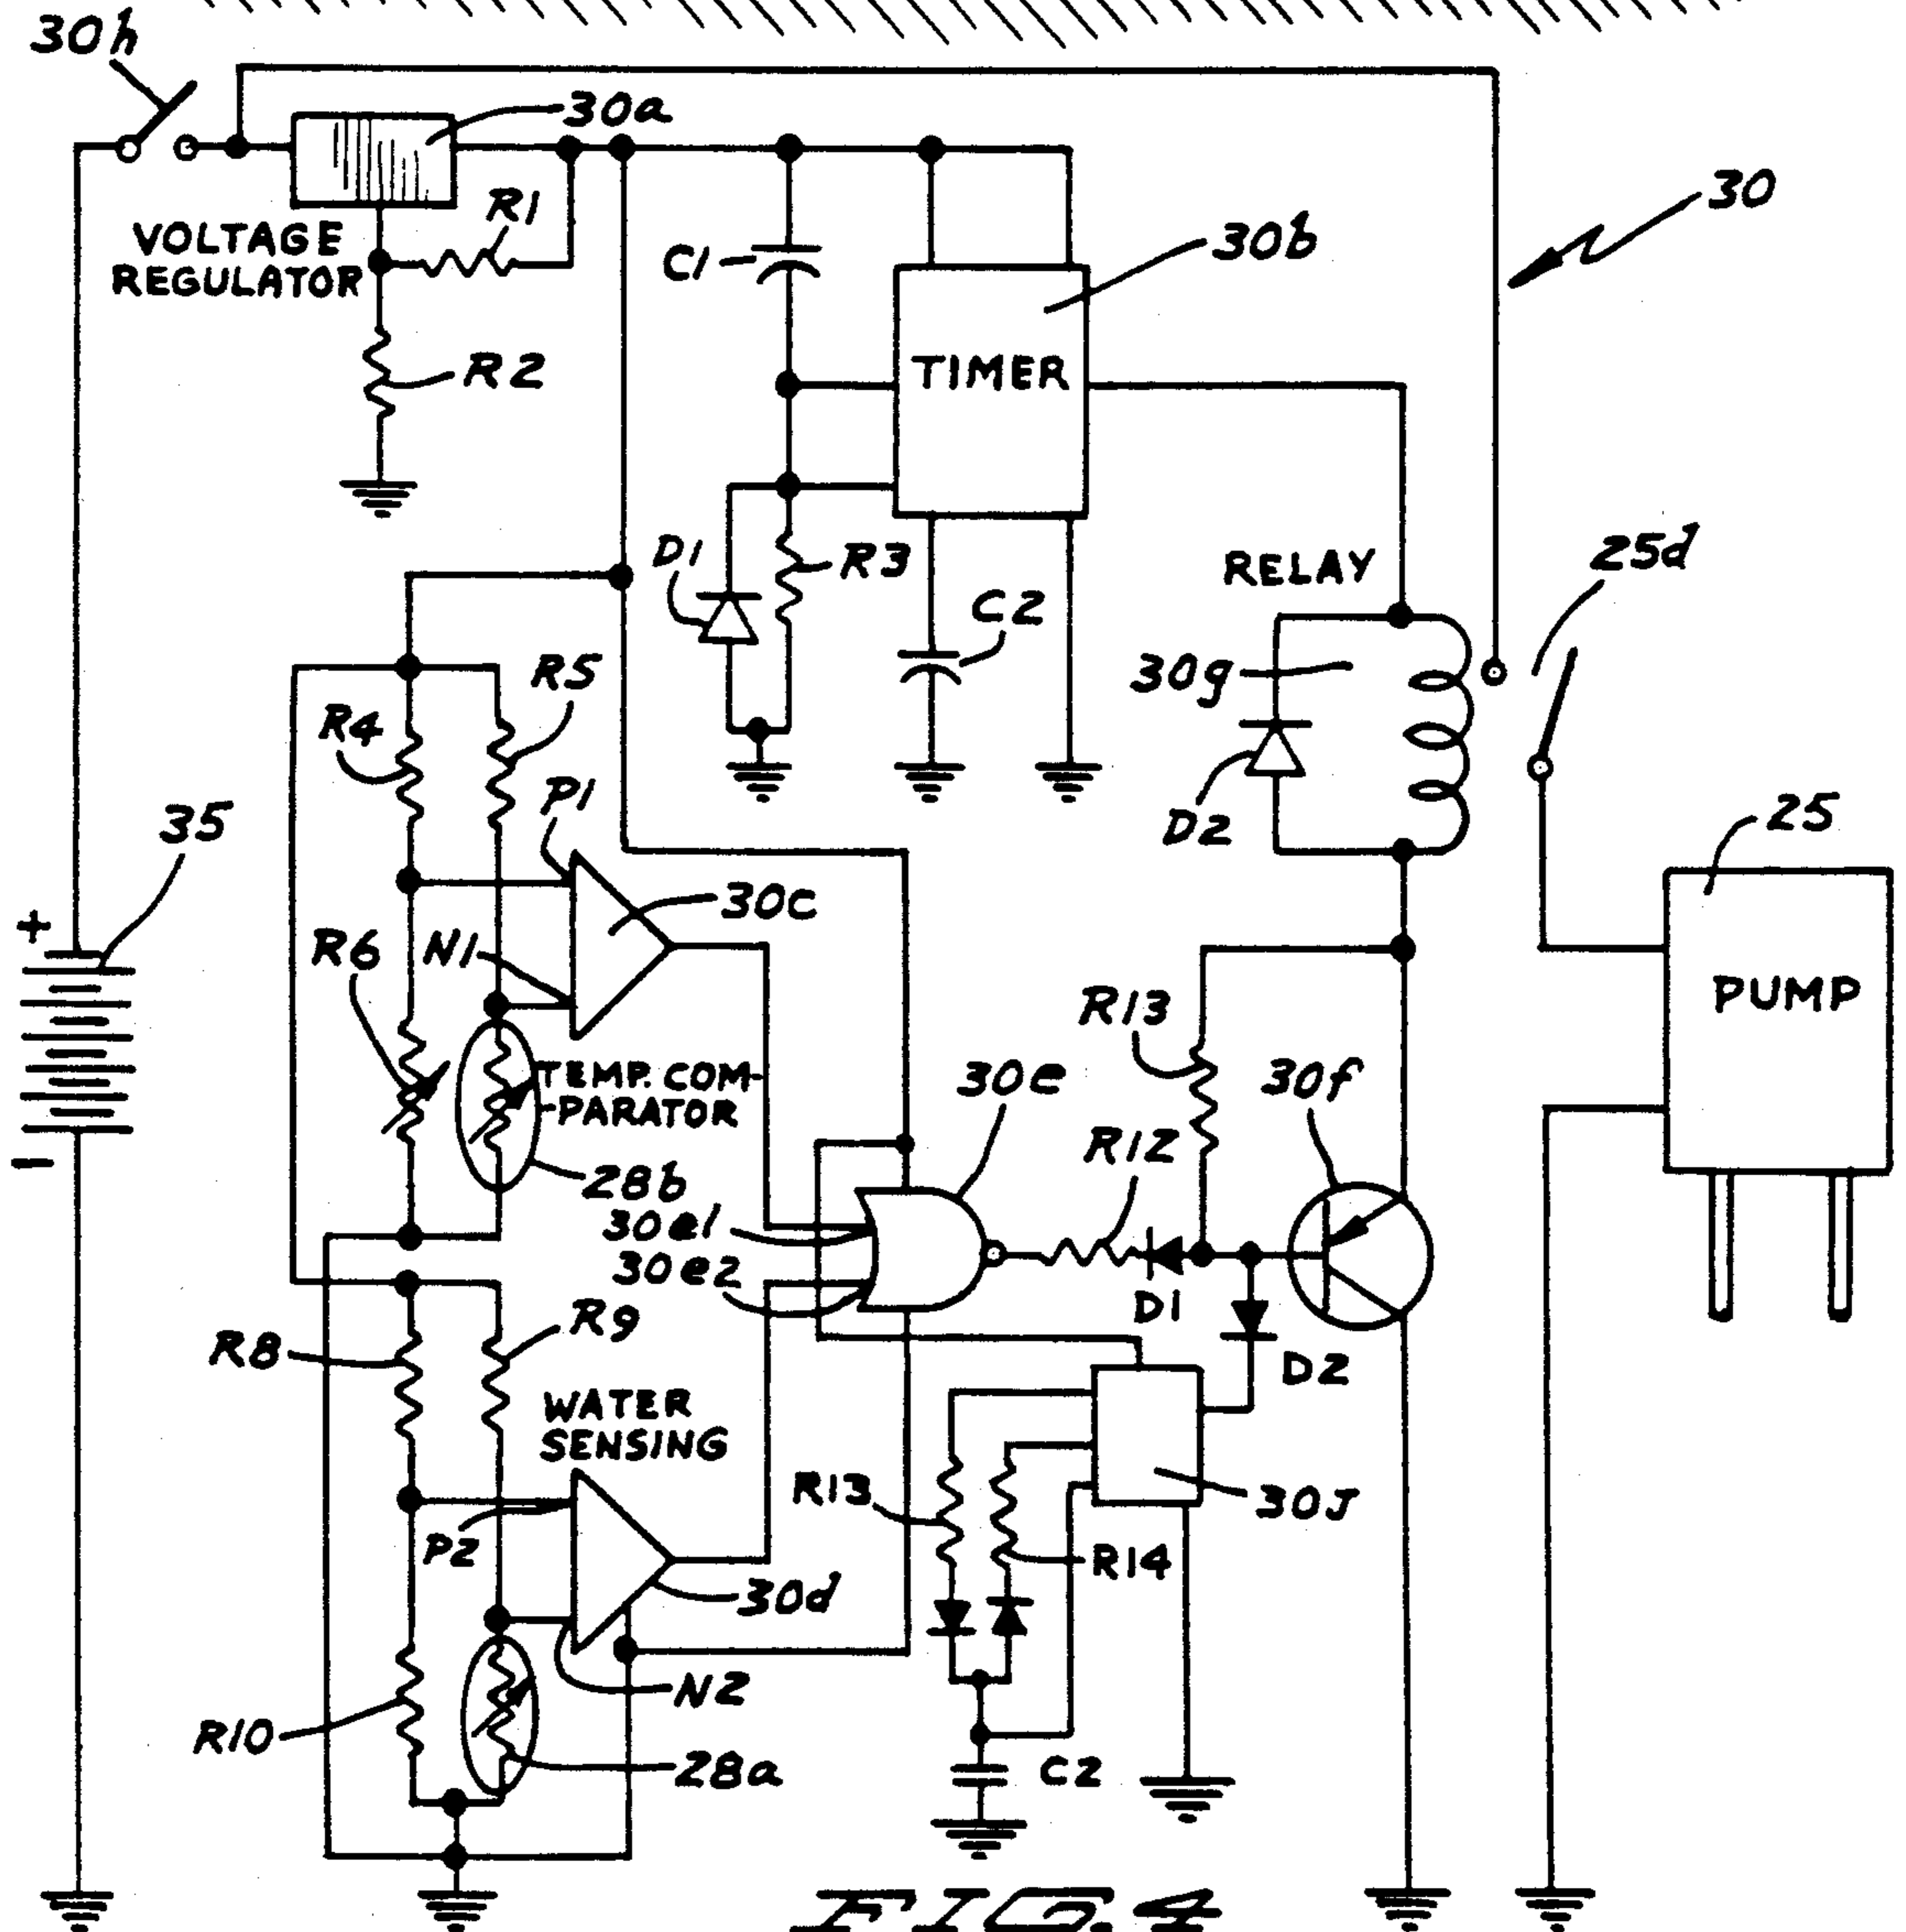 30h
30a
R1
VOLTAGE
REGULATOR
R2
C1
30b
30
TIMER
D1
R3
C2
RELAY
25d
30g
D2
R4
R5
P1
35
30c
25
+
R6
N1
PUMP
R13
TEMP. COM-
-PARATOR
30e
30f
R12
28b
30e1
30e2
-
R8
R9
D1
D2
WATER
SENSING
R13
30J
P2
R14
30d
N2
R10
28a
C2
FIG. 4